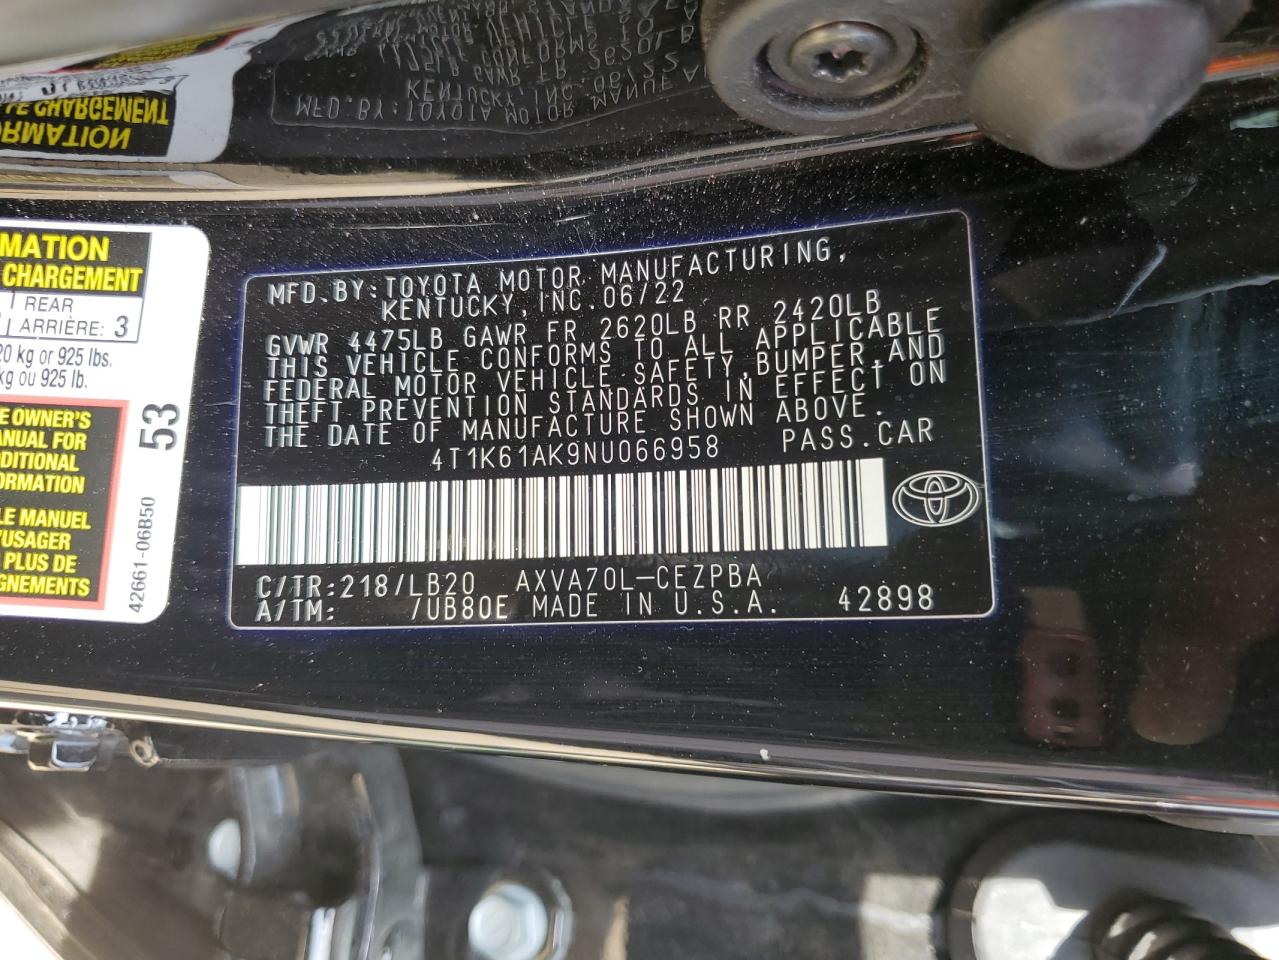 MATION
CHARGEMENT
REAR
ARRIÈRE: 3
20 kg or 925 lbs.
kg ou 925 lb.
E OWNER'S
MANUAL FOR
DDITIONAL
FORMATION
LE MANUEL
'USAGER
PLUS DE
GNEMENTS
53
42661-06B50
MFD.BY:TOYOTA MOTOR MANUFACTURING,
KENTUCKY, INC.06/22
GVWR 4475LB GAWR FR 2620LB RR 2420LB
THIS VEHICLE CONFORMS TO ALL APPLICABLE
FEDERAL MOTOR VEHICLE SAFETY,BUMPER,AND
THEFT PREVENTION STANDARDS IN EFFECT ON
THE DATE OF MANUFACTURE SHOWN ABOVE.
4T1K61AK9NU066958 PASS.CAR
C/TR:218/LB20 AXVA70L-CEZPBA
A/TM: /UB80E MADE IN U.S.A. 42898